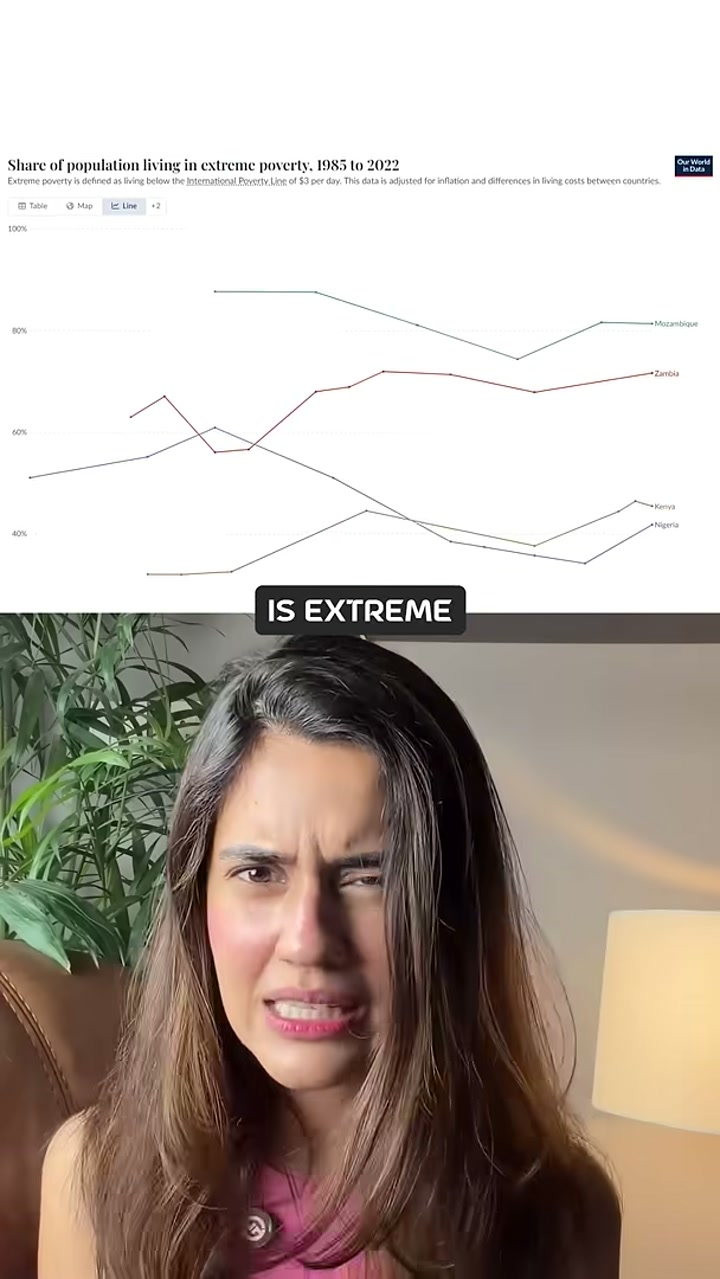 Share of population living in extreme poverty, 1985 to 2022
Our World
in Data
Extreme poverty is defined as living below the International Poverty Line of $3 per day. This data is adjusted for inflation and differences in living costs between countries.
Table Map Line +2
100%
80%
Mozambique
Zambia
60%
Kenya
Nigeria
40%
IS EXTREME